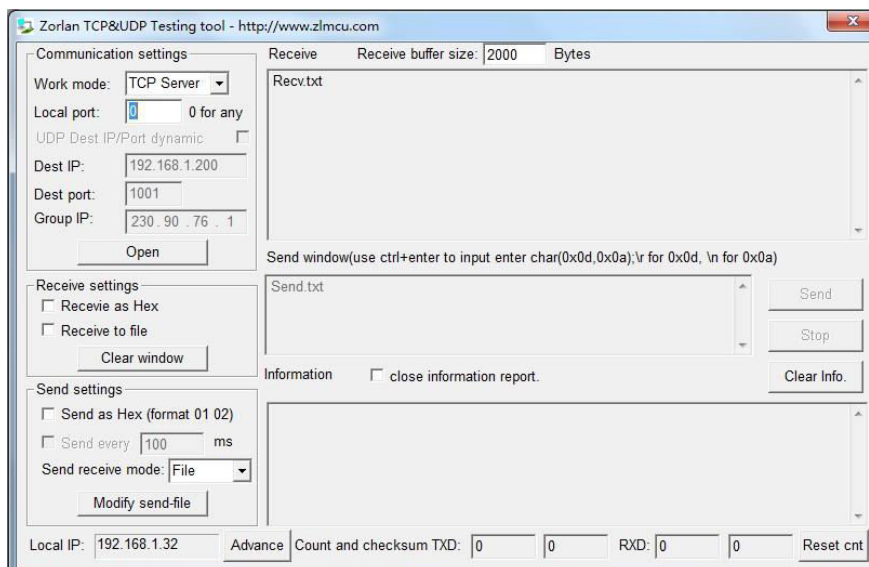 Zorlan TCP&UDP Testing tool - http://www.zlmcu.com
x
Communication settings
Work mode: TCP Server
Local port: 0 0 for any
UDP Dest IP/Port dynamic
Dest IP: 192.168.1.200
Dest port: 1001
Group IP: 230 . 90 . 76 . 1
Open
Receive settings
Recevie as Hex
Receive to file
Clear window
Send settings
Send as Hex (format 01 02)
Send every 100 ms
Send receive mode: File
Modify send-file
Receive Receive buffer size: 2000 Bytes
Recv.txt
Send window(use ctrl+enter to input enter char(0x0d,0x0a);\r for 0x0d, \n for 0x0a)
Send.txt
Send
Stop
Information close information report.
Clear Info.
Local IP: 192.168.1.32 Advance Count and checksum TXD: 0 0 RXD: 0 0 Reset cnt